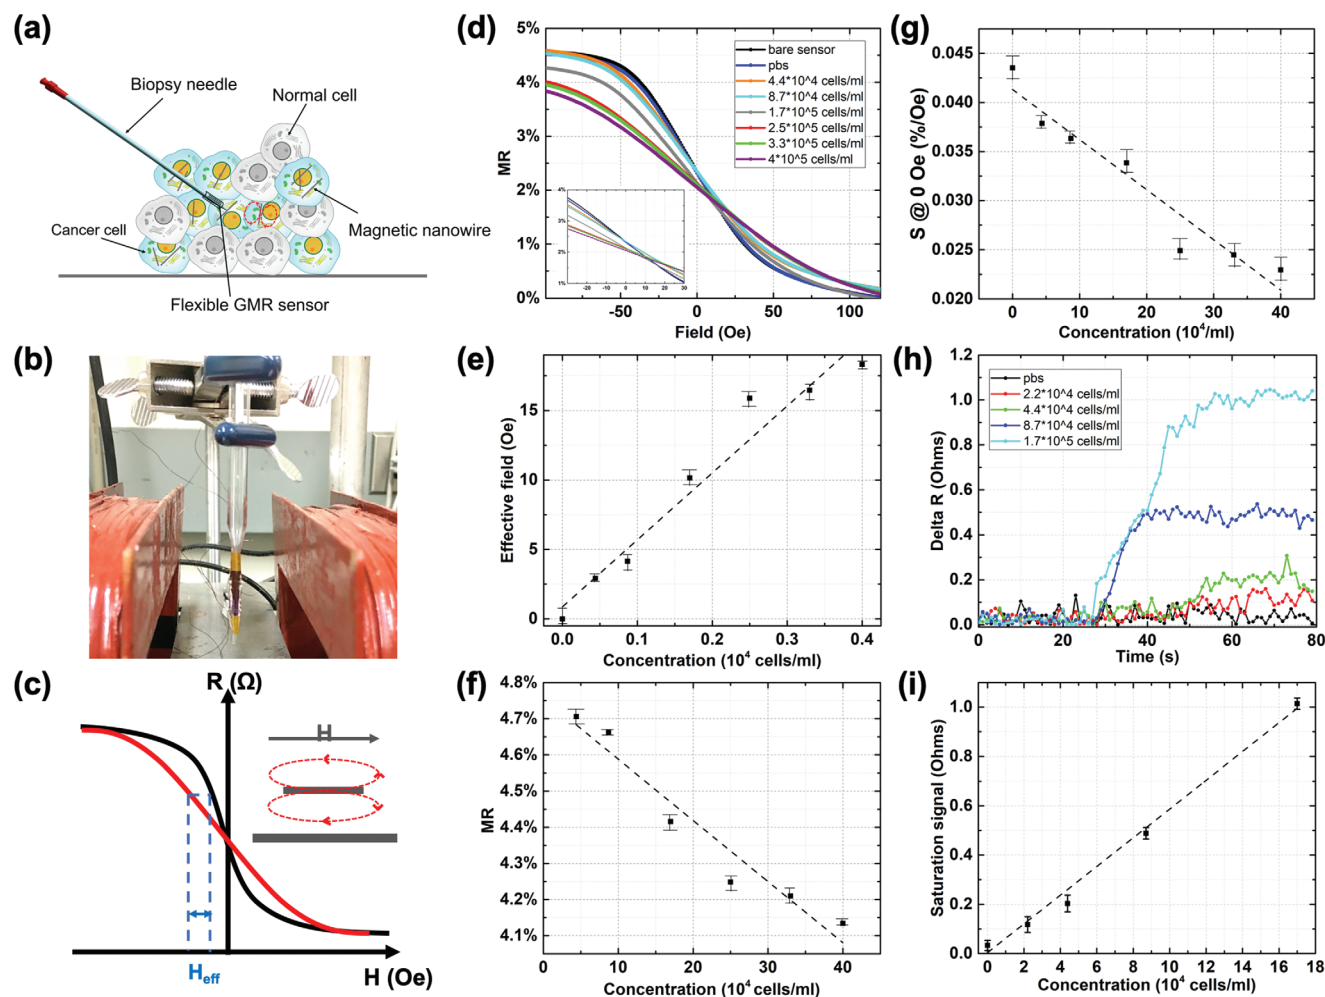 (a)
Biopsy needle
Normal cell
Cancer cell
Magnetic nanowire
Flexible GMR sensor
(b)
(c)
R (Ω)
H
H_eff
H (Oe)
(d)
5%
4%
3%
2%
1%
0%
MR
bare sensor
pbs
4.4*10^4 cells/ml
8.7*10^4 cells/ml
1.7*10^5 cells/ml
2.5*10^5 cells/ml
3.3*10^5 cells/ml
4*10^5 cells/ml
4%
3%
2%
1%
-20 -10 0 10 20 30
-50 0 50 100
Field (Oe)
(e)
15
10
5
0
Effective field (Oe)
0.0 0.1 0.2 0.3 0.4
Concentration (10⁴ cells/ml)
(f)
4.8%
4.7%
4.6%
4.5%
4.4%
4.3%
4.2%
4.1%
MR
0 10 20 30 40
Concentration (10⁴ cells/ml)
(g)
0.045
0.040
0.035
0.030
0.025
0.020
S @ 0 Oe (%/Oe)
0 10 20 30 40
Concentration (10⁴/ml)
(h)
1.2
1.0
0.8
0.6
0.4
0.2
0.0
Delta R (Ohms)
pbs
2.2*10^4 cells/ml
4.4*10^4 cells/ml
8.7*10^4 cells/ml
1.7*10^5 cells/ml
0 20 40 60 80
Time (s)
(i)
1.0
0.8
0.6
0.4
0.2
0.0
Saturation signal (Ohms)
0 2 4 6 8 10 12 14 16 18
Concentration (10⁴ cells/ml)